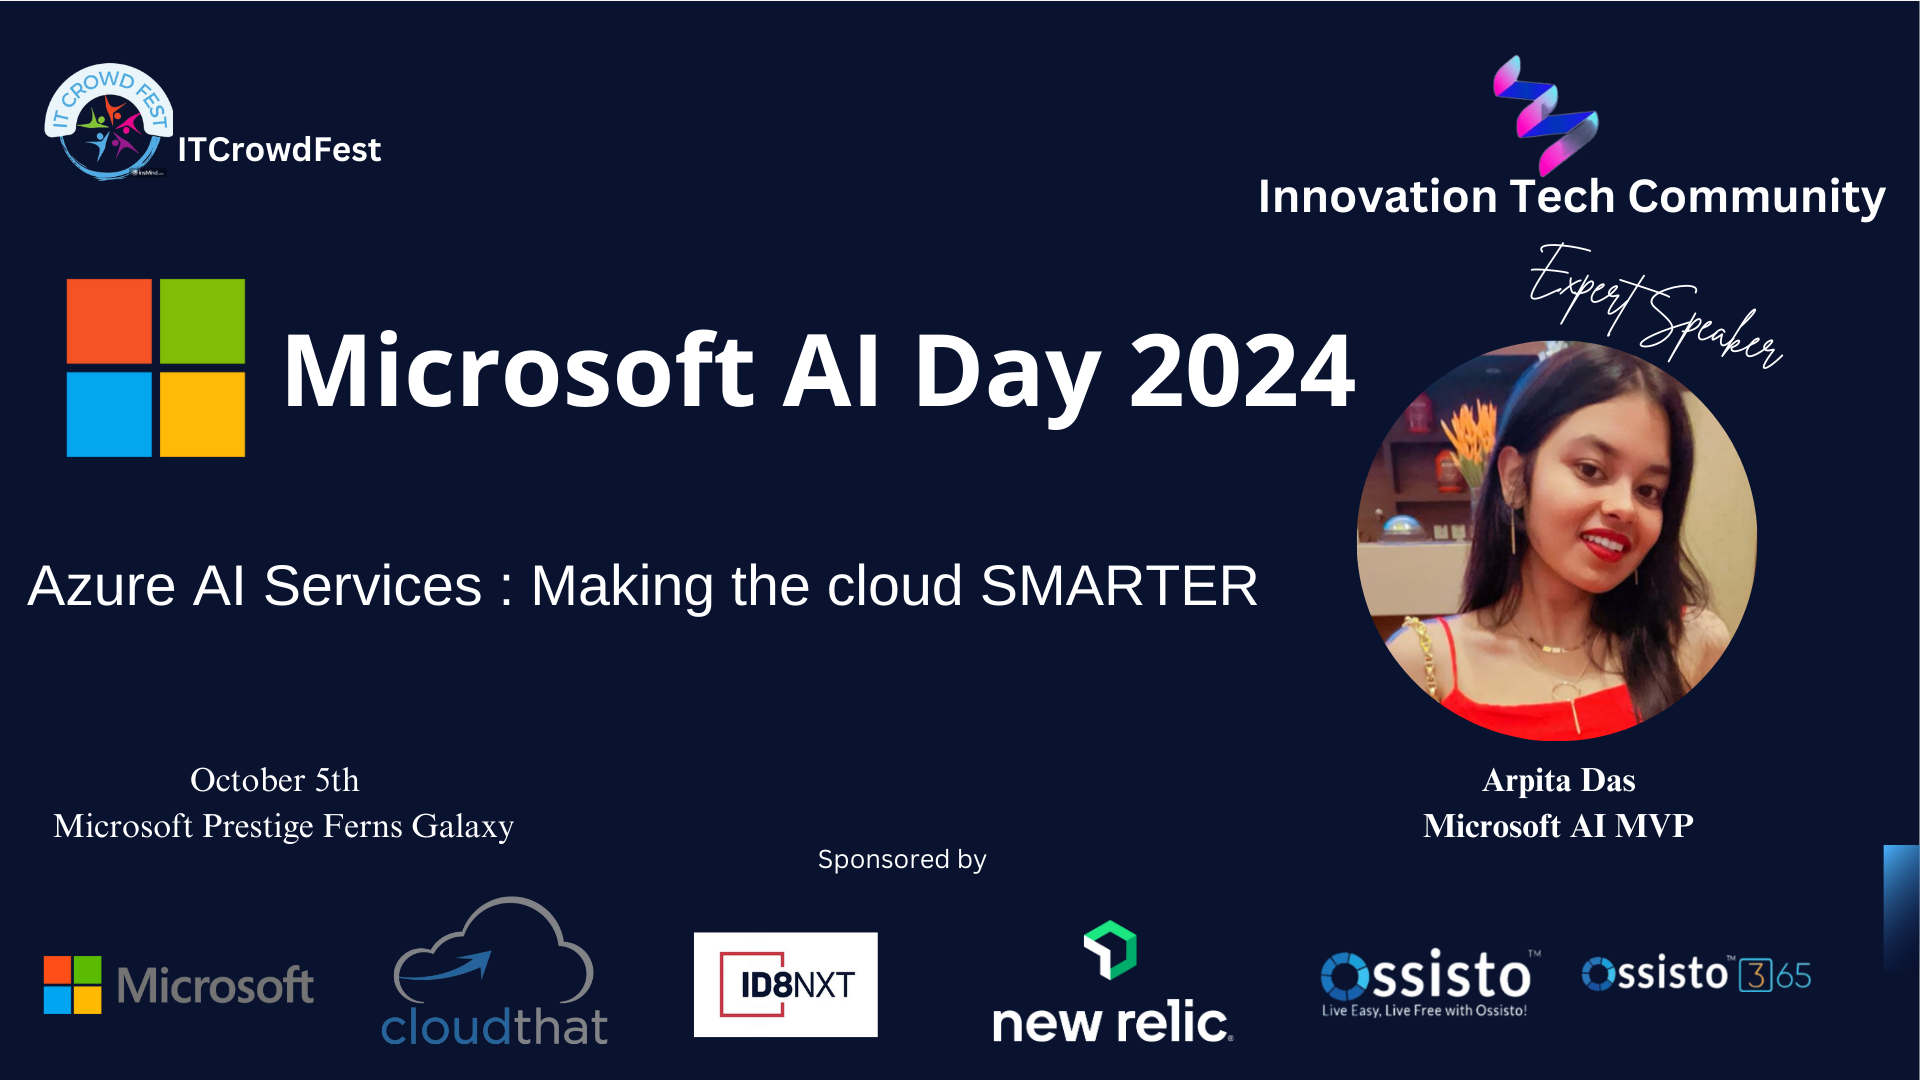 IT CROWD FEST
ITCrowdFest
Innovation Tech Community
Expert Speaker
Microsoft AI Day 2024
Azure AI Services : Making the cloud SMARTER
October 5th
Microsoft Prestige Ferns Galaxy
Arpita Das
Microsoft AI MVP
Sponsored by
Microsoft
cloudthat
ID8NXT
new relic®
Ossisto™
Live Easy, Live Free with Ossisto!
Ossisto™ 365